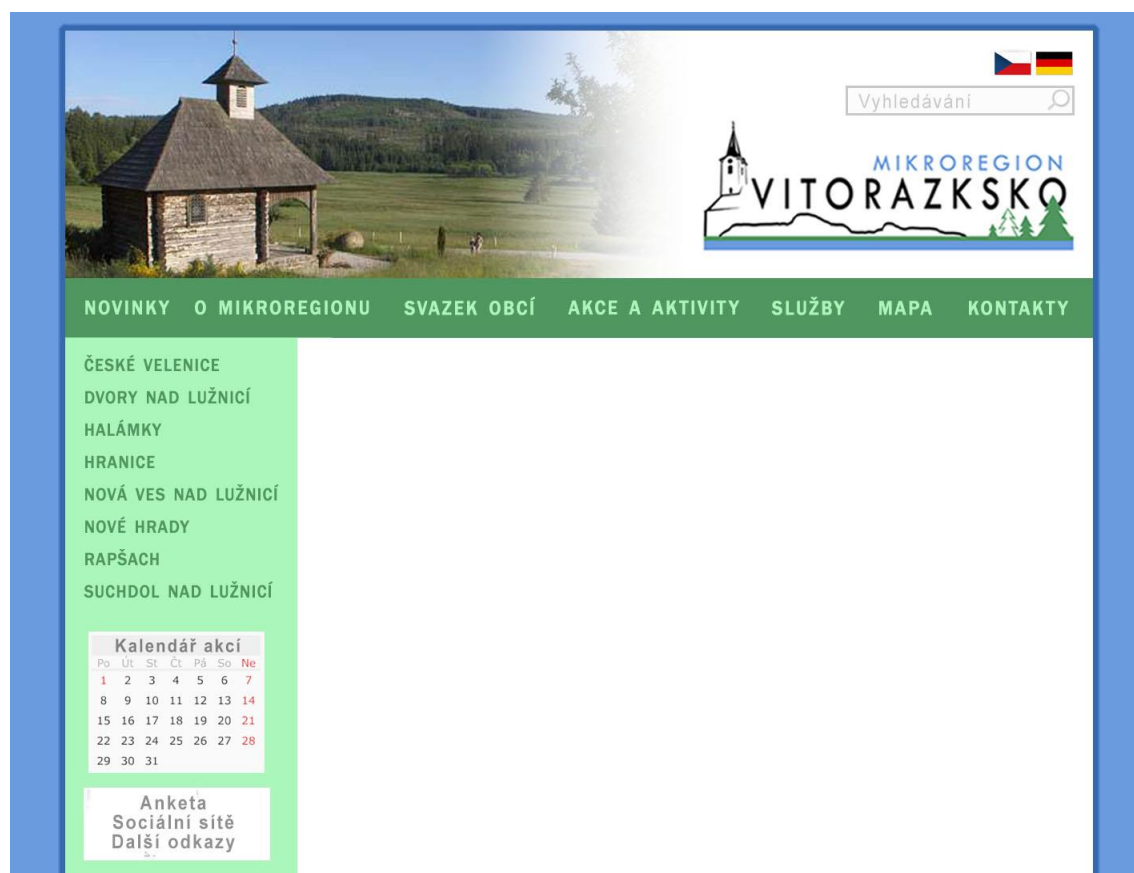 Vyhledávání
MIKROREGION
VITORAZKSKO
NOVINKY O MIKROREGIONU SVAZEK OBCÍ AKCE A AKTIVITY SLUŽBY MAPA KONTAKTY
ČESKÉ VELENICE
DVORY NAD LUŽNICÍ
HALÁMKY
HRANICE
NOVÁ VES NAD LUŽNICÍ
NOVÉ HRADY
RAPŠACH
SUCHDOL NAD LUŽNICÍ
Kalendář akcí
Po Út St Čt Pá So Ne
1 2 3 4 5 6 7
8 9 10 11 12 13 14
15 16 17 18 19 20 21
22 23 24 25 26 27 28
29 30 31
Anketa
Sociální sítě
Další odkazy